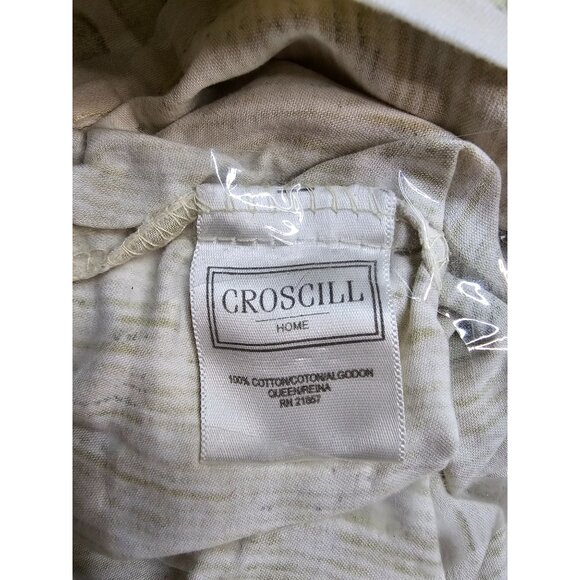 CROSCILL
HOME
100% COTTON/COTON/ALGODON
QUEEN/REINA
RN 21857